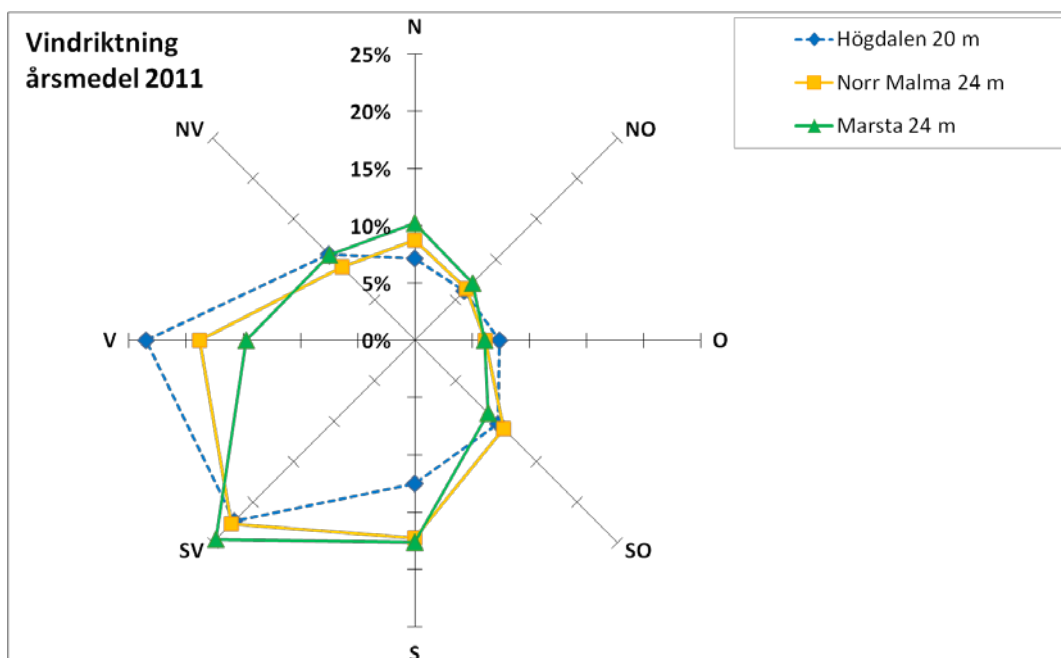 Vindriktning
årsmedel 2011
N
25%
20%
15%
10%
5%
0%
NV
NO
V
O
SV
SO
S
Högdalen 20 m
Norr Malma 24 m
Marsta 24 m